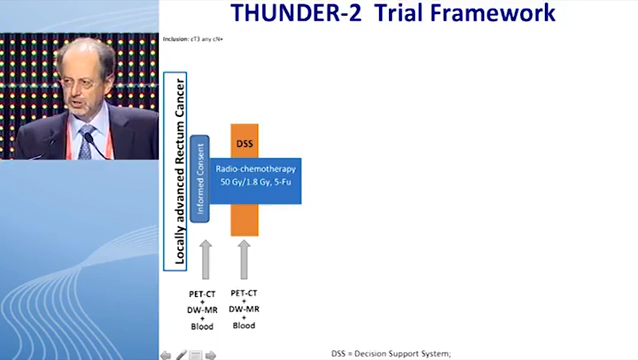 THUNDER-2 Trial Framework
Inclusion: cT3 any cN+
Locally advanced Rectum Cancer
Informed Consent
DSS
Radio-chemotherapy
50 Gy/1.8 Gy, 5-Fu
PET-CT
+
DW-MR
+
Blood
PET-CT
+
DW-MR
+
Blood
DSS = Decision Support System;